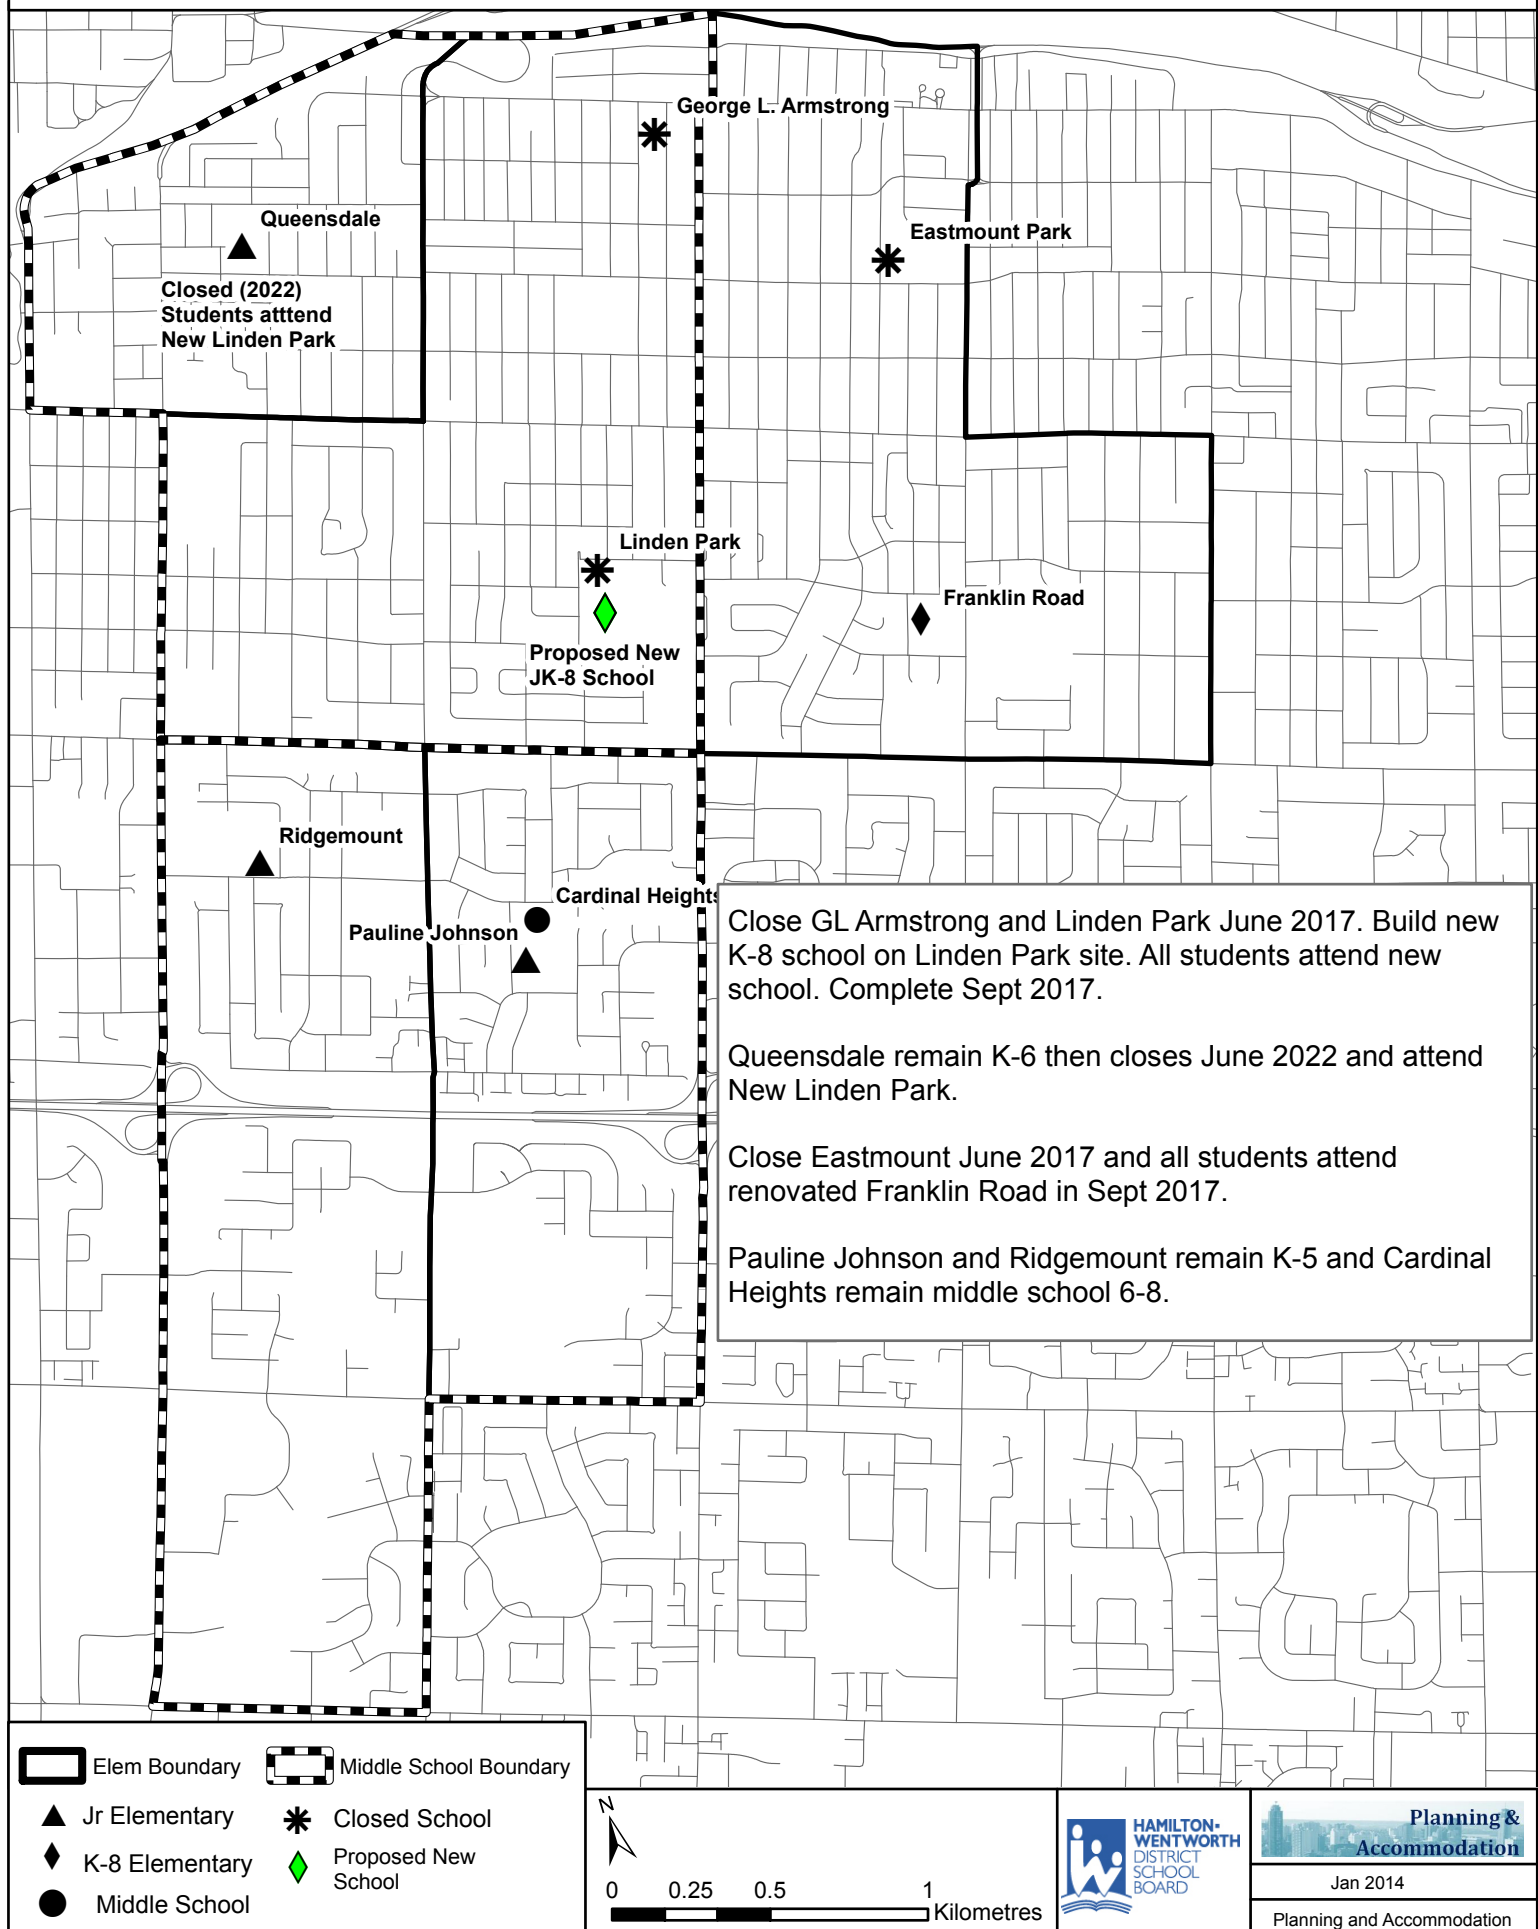 George L. Armstrong
Queensdale
Eastmount Park
Closed (2022)
Students atttend
New Linden Park
Linden Park
Franklin Road
Proposed New
JK-8 School
Ridgemount
Cardinal Heights
Pauline Johnson
Close GL Armstrong and Linden Park June 2017. Build new
K-8 school on Linden Park site. All students attend new
school. Complete Sept 2017.
Queensdale remain K-6 then closes June 2022 and attend
New Linden Park.
Close Eastmount June 2017 and all students attend
renovated Franklin Road in Sept 2017.
Pauline Johnson and Ridgemount remain K-5 and Cardinal
Heights remain middle school 6-8.
Elem Boundary
Middle School Boundary
Jr Elementary
Closed School
K-8 Elementary
Proposed New
School
Middle School
N
0 0.25 0.5 1
Kilometres
HAMILTON-
WENTWORTH
DISTRICT
SCHOOL
BOARD
Planning &
Accommodation
Jan 2014
Planning and Accommodation